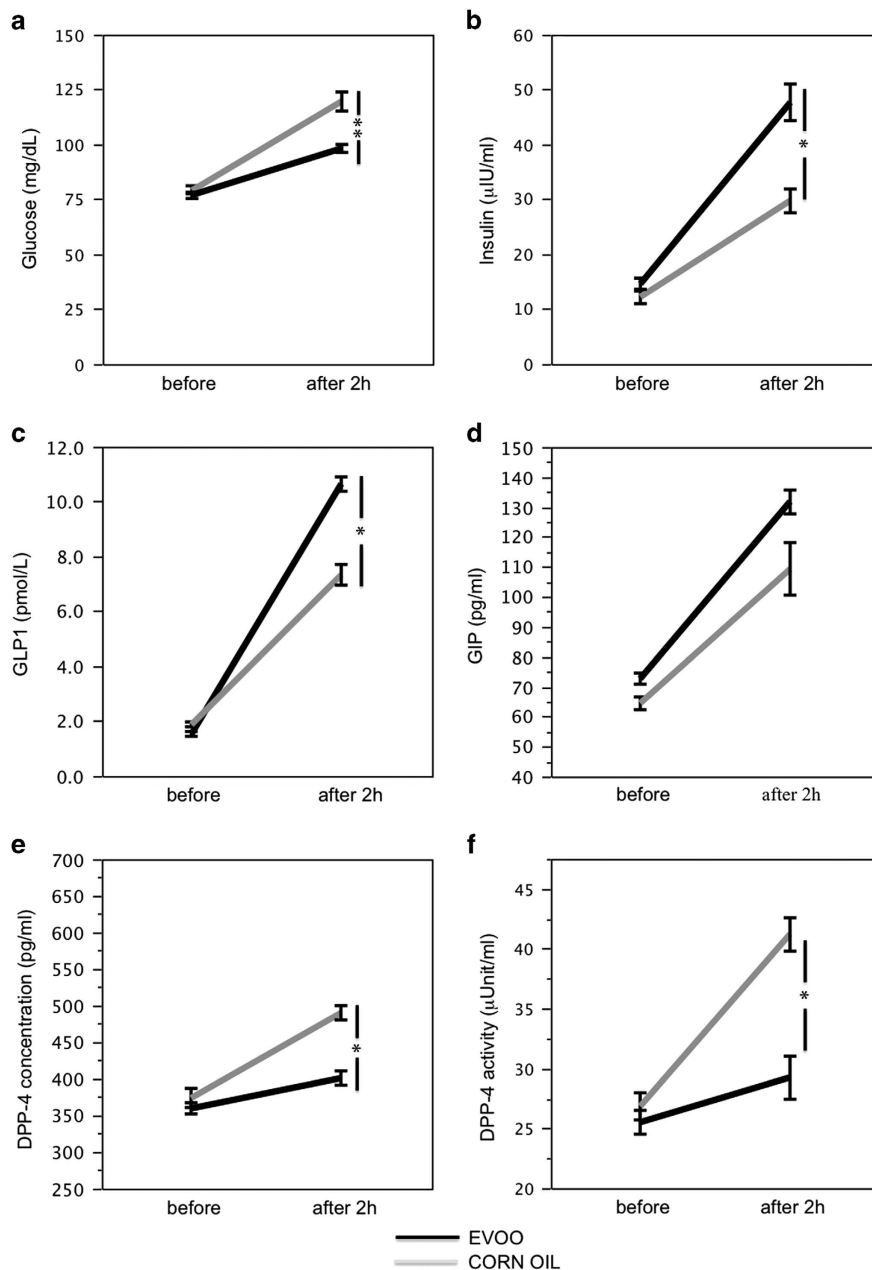 a
150
125
100
75
50
25
0
Glucose (mg/dL)
**
before after 2h
b
60
50
40
30
20
10
0
Insulin (µIU/ml)
*
before after 2h
c
12.0
10.0
8.0
6.0
4.0
2.0
0.0
GLP1 (pmol/L)
*
before after 2h
d
150
140
130
120
110
100
90
80
70
60
50
40
GIP (pg/ml)
before after 2h
e
700
650
600
550
500
450
400
350
300
250
DPP-4 concentration (pg/ml)
*
before after 2h
f
45
40
35
30
25
20
DPP-4 activity (µUnit/ml)
*
before after 2h
EVOO
CORN OIL